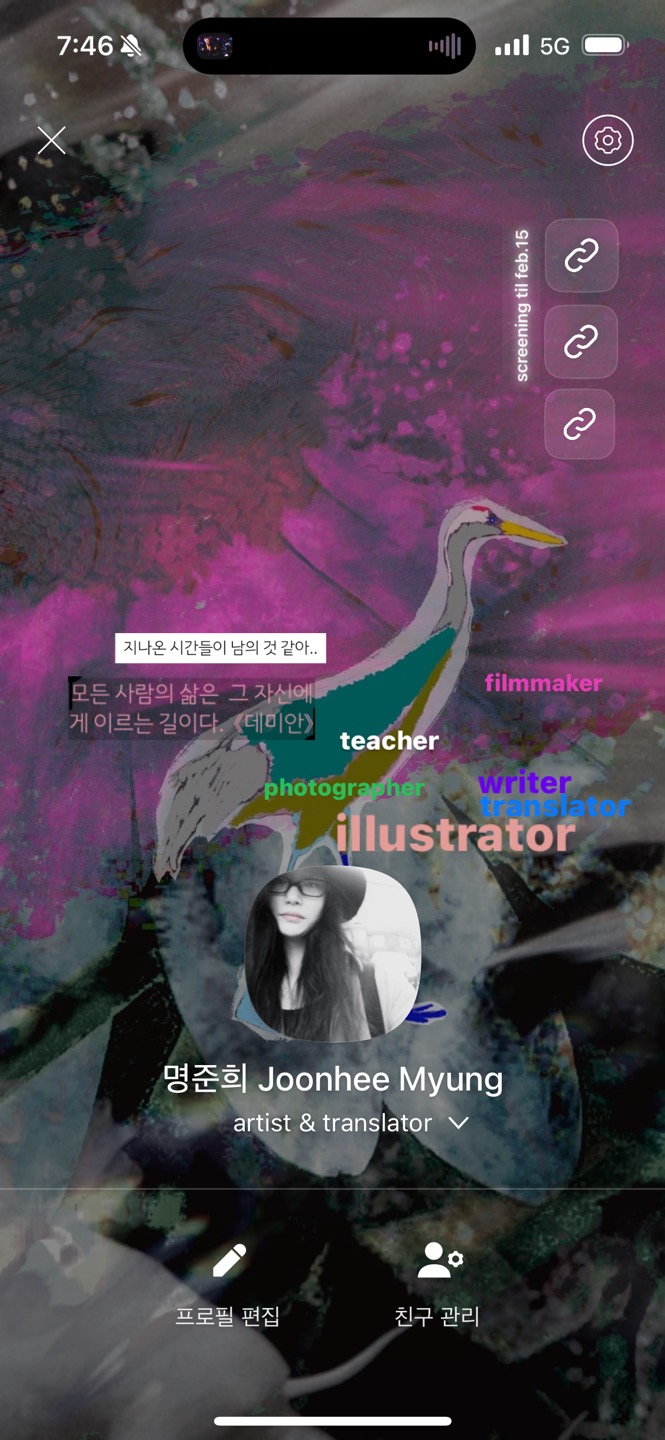 7:46
5G
screening til feb.15
지나온 시간들이 남의 것 같아..
모든 사람의 삶은 그 자신에
게 이르는 길이다. 《데미안》
filmmaker
teacher
photographer
writer
translator
illustrator
명준희 Joonhee Myung
artist & translator
프로필 편집
친구 관리